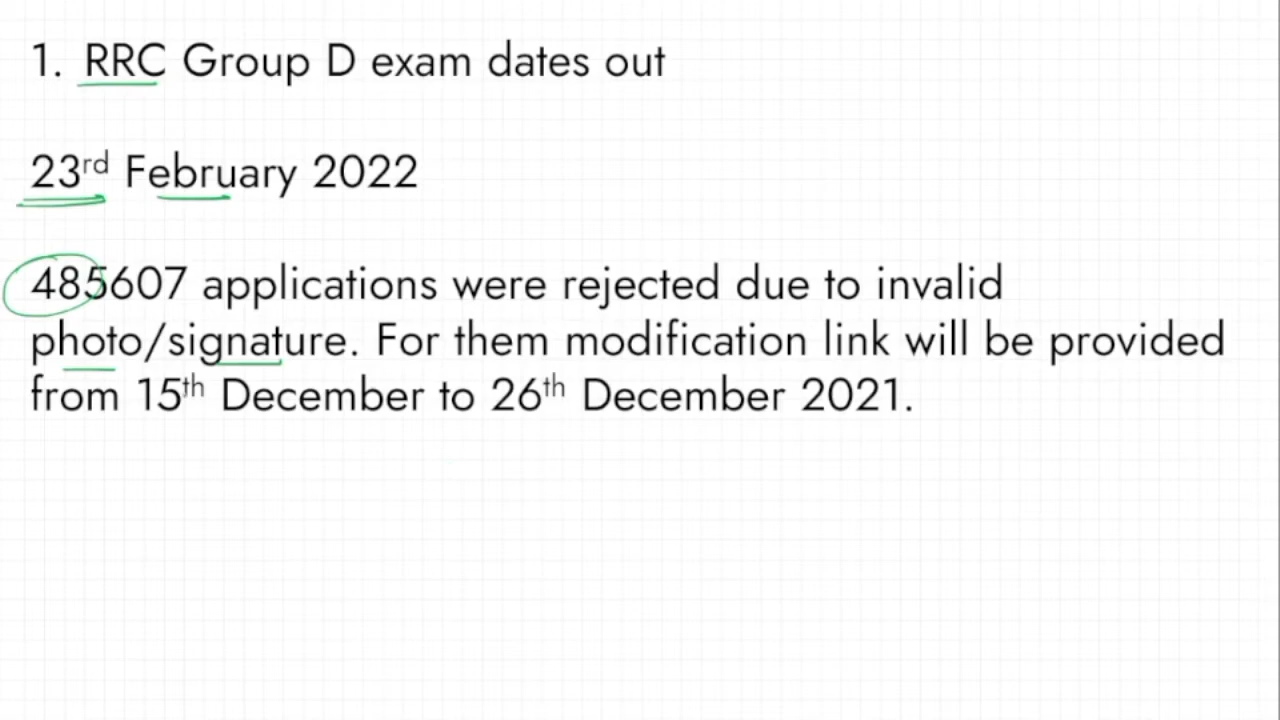 1. RRC Group D exam dates out
23rd February 2022
485607 applications were rejected due to invalid
photo/signature. For them modification link will be provided
from 15th December to 26th December 2021.